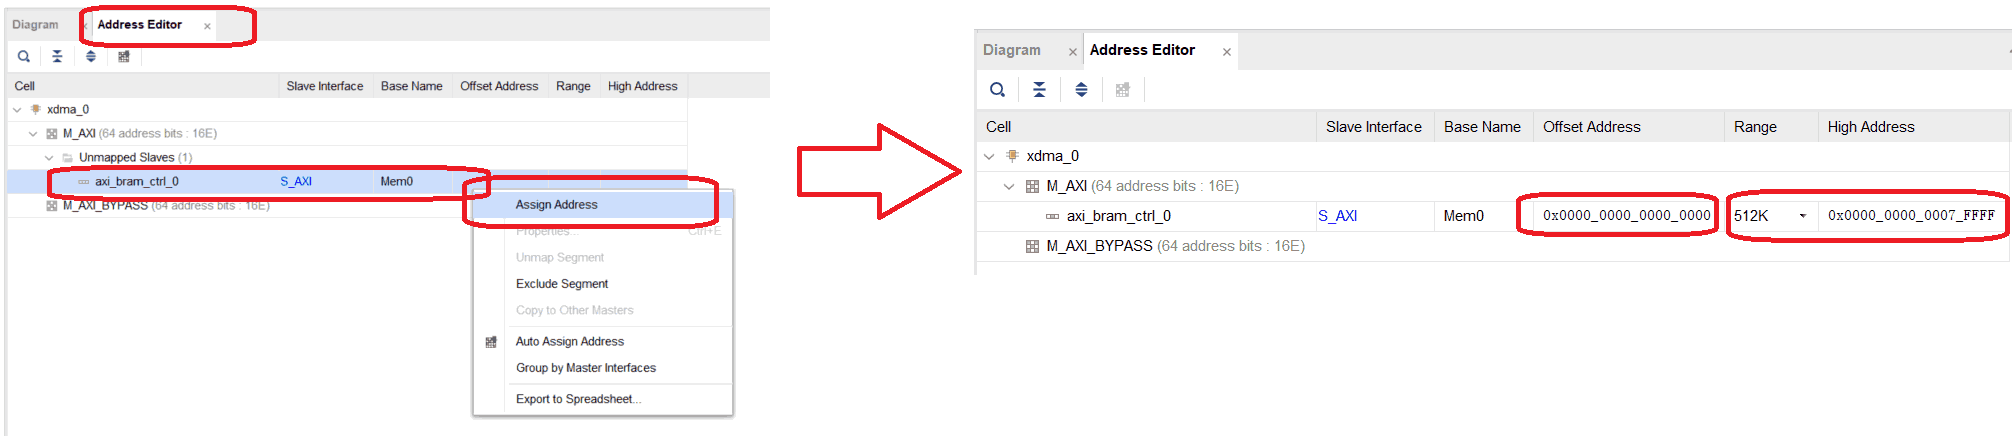 Diagram × Address Editor ×
Cell Slave Interface Base Name Offset Address Range High Address
xdma_0
M_AXI (64 address bits : 16E)
Unmapped Slaves (1)
axi_bram_ctrl_0 S_AXI Mem0
M_AXI_BYPASS (64 address bits : 16E)
Assign Address
Properties... Ctrl+E
Unmap Segment
Exclude Segment
Copy to Other Masters
Auto Assign Address
Group by Master Interfaces
Export to Spreadsheet...
Diagram × Address Editor ×
Cell Slave Interface Base Name Offset Address Range High Address
xdma_0
M_AXI (64 address bits : 16E)
axi_bram_ctrl_0 S_AXI Mem0 0x0000_0000_0000_0000 512K 0x0000_0000_0007_FFFF
M_AXI_BYPASS (64 address bits : 16E)